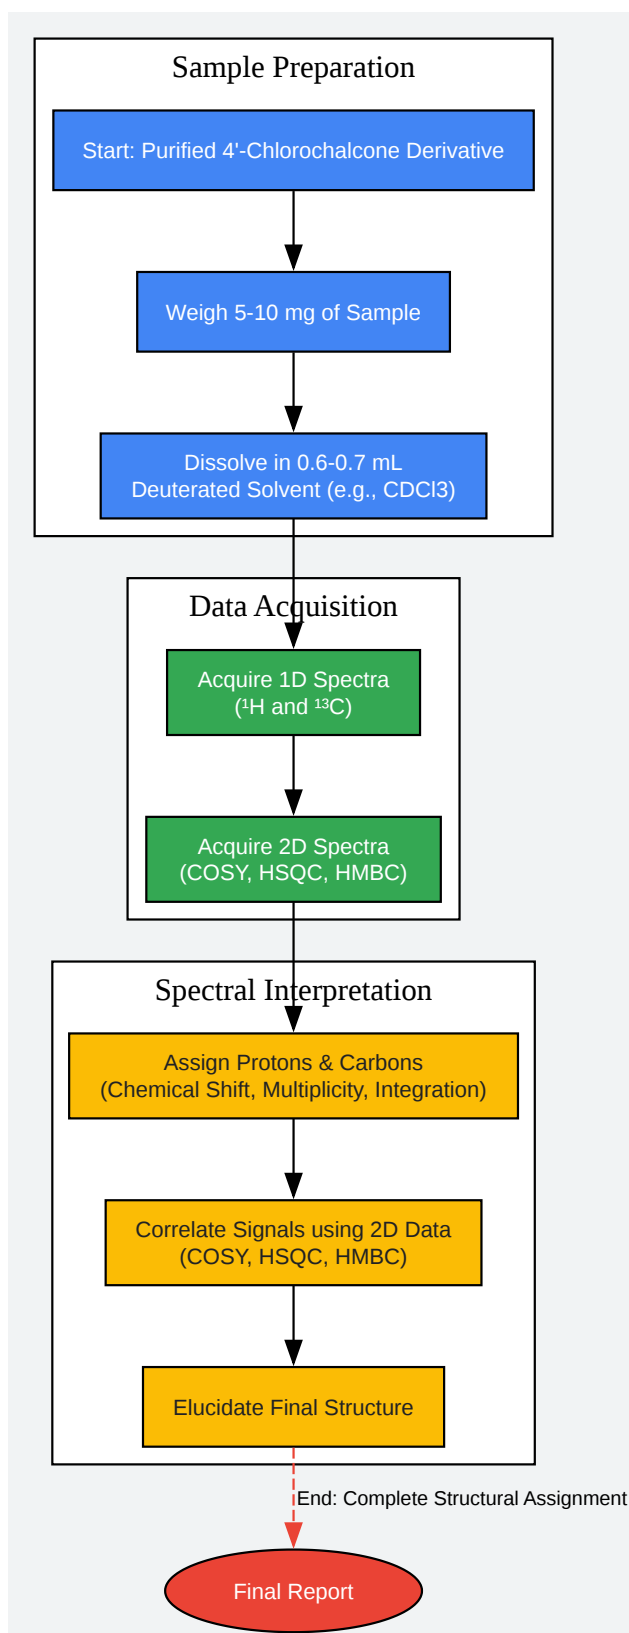 Sample Preparation
Start: Purified 4'-Chlorochalcone Derivative
Weigh 5-10 mg of Sample
Dissolve in 0.6-0.7 mL
Deuterated Solvent (e.g., CDCl3)
Data Acquisition
Acquire 1D Spectra
(¹H and ¹³C)
Acquire 2D Spectra
(COSY, HSQC, HMBC)
Spectral Interpretation
Assign Protons & Carbons
(Chemical Shift, Multiplicity, Integration)
Correlate Signals using 2D Data
(COSY, HSQC, HMBC)
Elucidate Final Structure
End: Complete Structural Assignment
Final Report